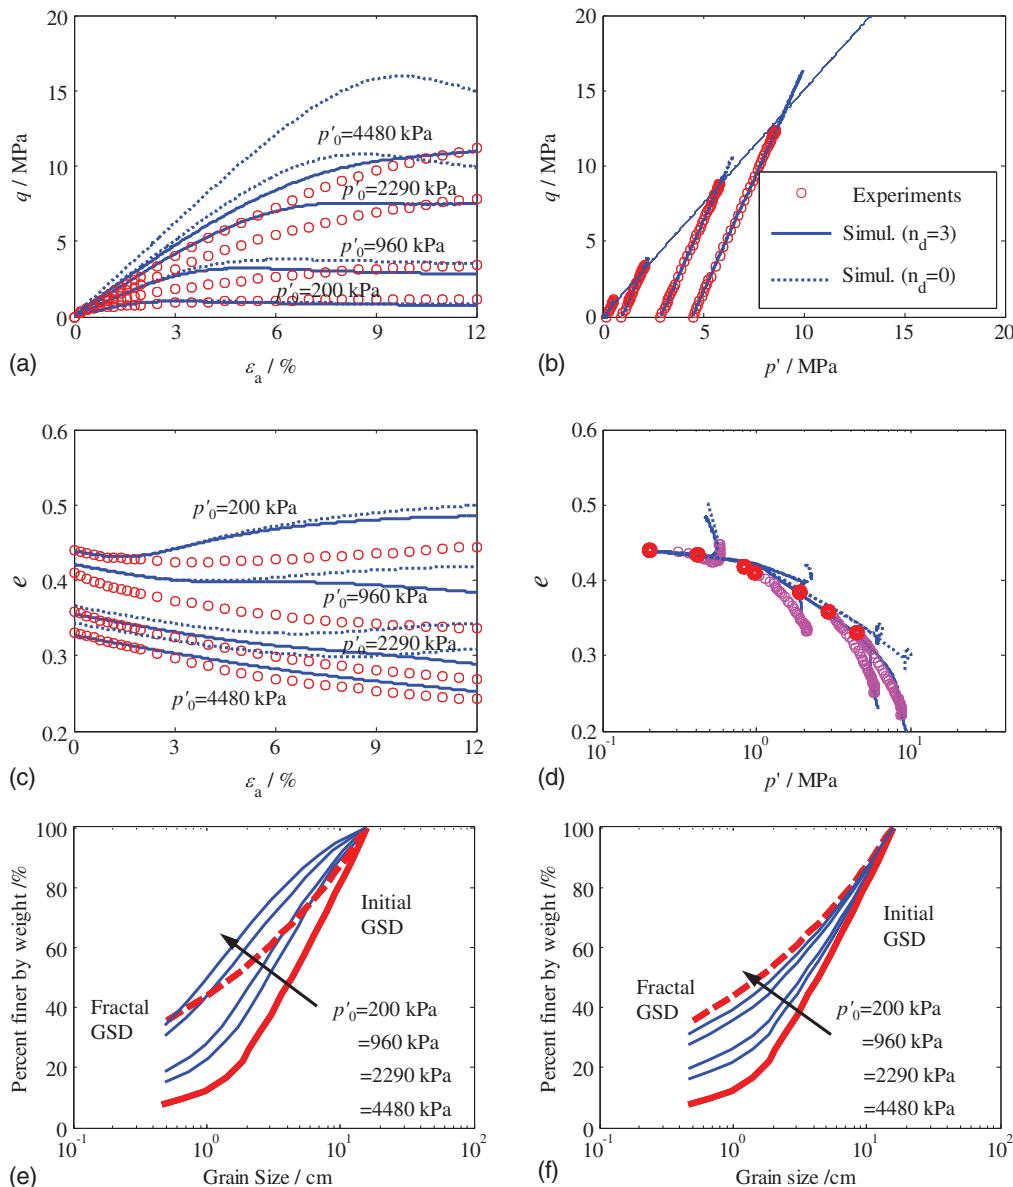 20
15
10
5
0
q / MPa
p'0=4480 kPa
p'0=2290 kPa
p'0=960 kPa
p'0=200 kPa
0 3 6 9 12
(a)
εa / %
20
15
10
5
0
q / MPa
Experiments
Simul. (nd=3)
Simul. (nd=0)
0 5 10 15 20
(b)
p' / MPa
0.6
0.5
0.4
0.3
0.2
e
p'0=200 kPa
p'0=960 kPa
p'0=2290 kPa
p'0=4480 kPa
0 3 6 9 12
(c)
εa / %
0.6
0.5
0.4
0.3
0.2
e
10-1 100 101
(d)
p' / MPa
100
80
60
40
20
0
Percent finer by weight /%
Initial
GSD
Fractal
GSD
p'0=200 kPa
=960 kPa
=2290 kPa
=4480 kPa
10-1 100 101 102
(e)
Grain Size / cm
100
80
60
40
20
0
Percent finer by weight /%
Initial
GSD
Fractal
GSD
p'0=200 kPa
=960 kPa
=2290 kPa
=4480 kPa
10-1 100 101 102
(f)
Grain size / cm